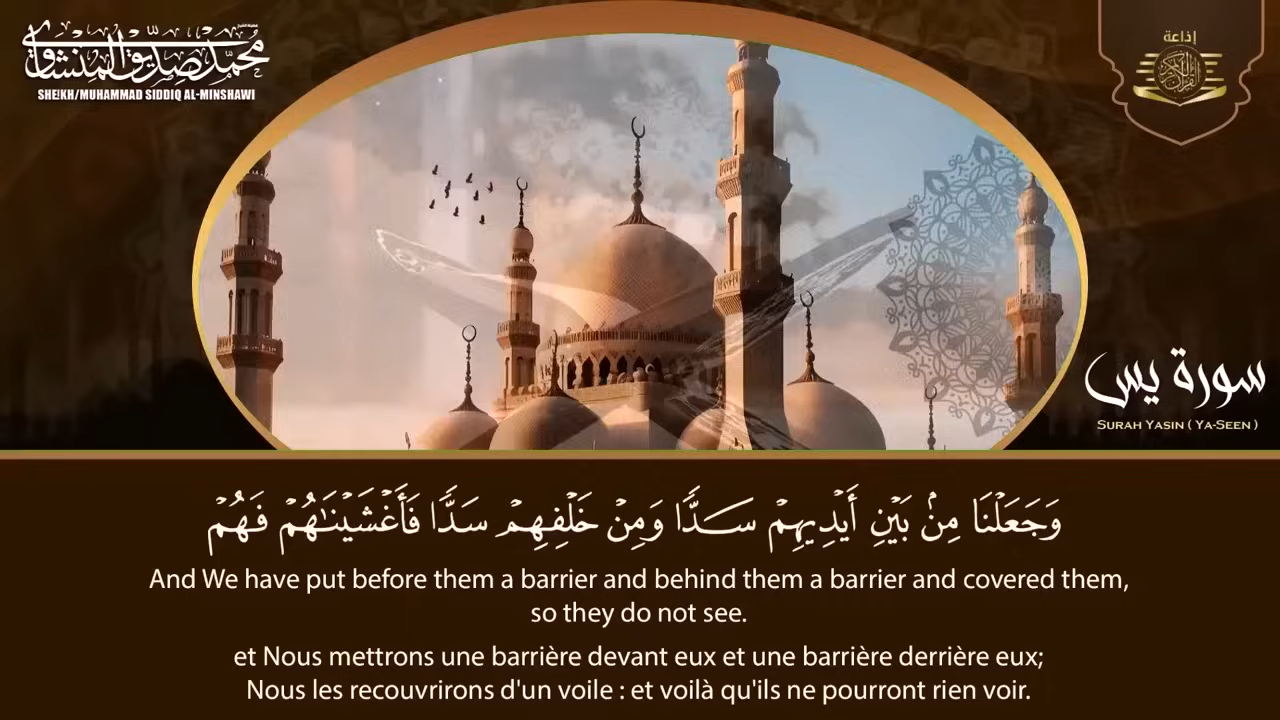 محمد صديق المنشاوي
SHEIKH/MUHAMMAD SIDDIQ AL-MINSHAWI
إذاعة
القرآن الكريم
سورة يس
SURAH YASIN ( YA-SEEN )
وَجَعَلْنَا مِنۢ بَيْنِ أَيْدِيهِمْ سَدًّا وَمِنْ خَلْفِهِمْ سَدًّا فَأَغْشَيْنَـٰهُمْ فَهُمْ
And We have put before them a barrier and behind them a barrier and covered them,
so they do not see.
et Nous mettrons une barrière devant eux et une barrière derrière eux;
Nous les recouvrirons d'un voile : et voilà qu'ils ne pourront rien voir.